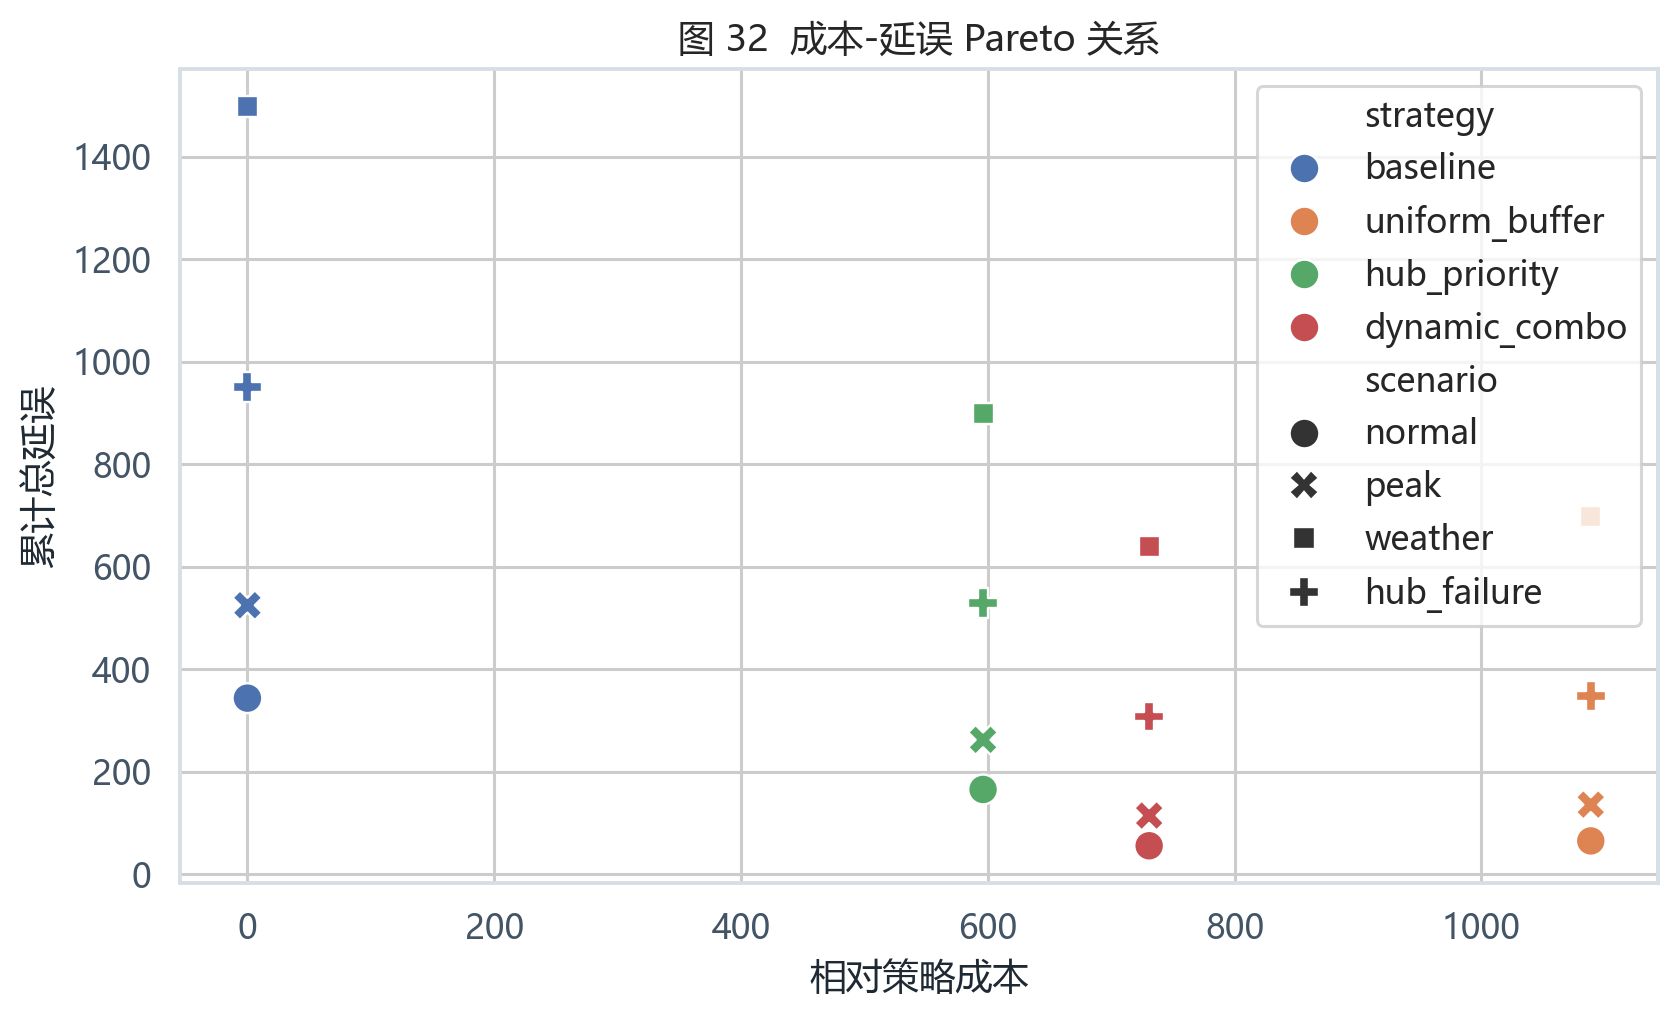 图 32 成本-延误 Pareto 关系
累计总延误
1400
1200
1000
800
600
400
200
0
0 200 400 600 800 1000
相对策略成本
strategy
baseline
uniform_buffer
hub_priority
dynamic_combo
scenario
normal
peak
weather
hub_failure